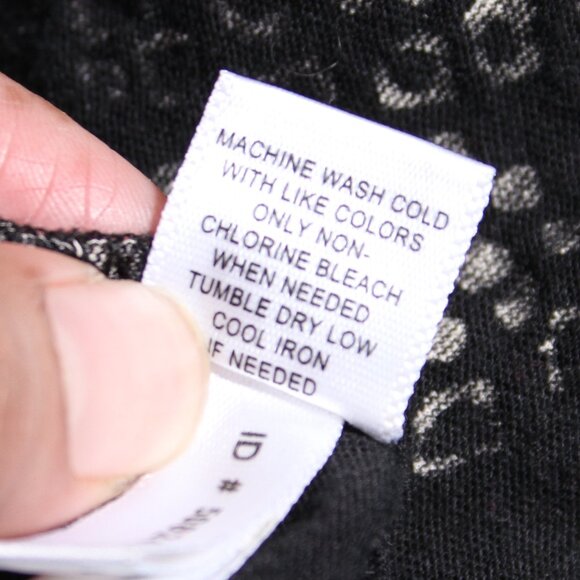 MACHINE WASH COLD
WITH LIKE COLORS
ONLY NON-
CHLORINE BLEACH
WHEN NEEDED
TUMBLE DRY LOW
COOL IRON
IF NEEDED
ID #